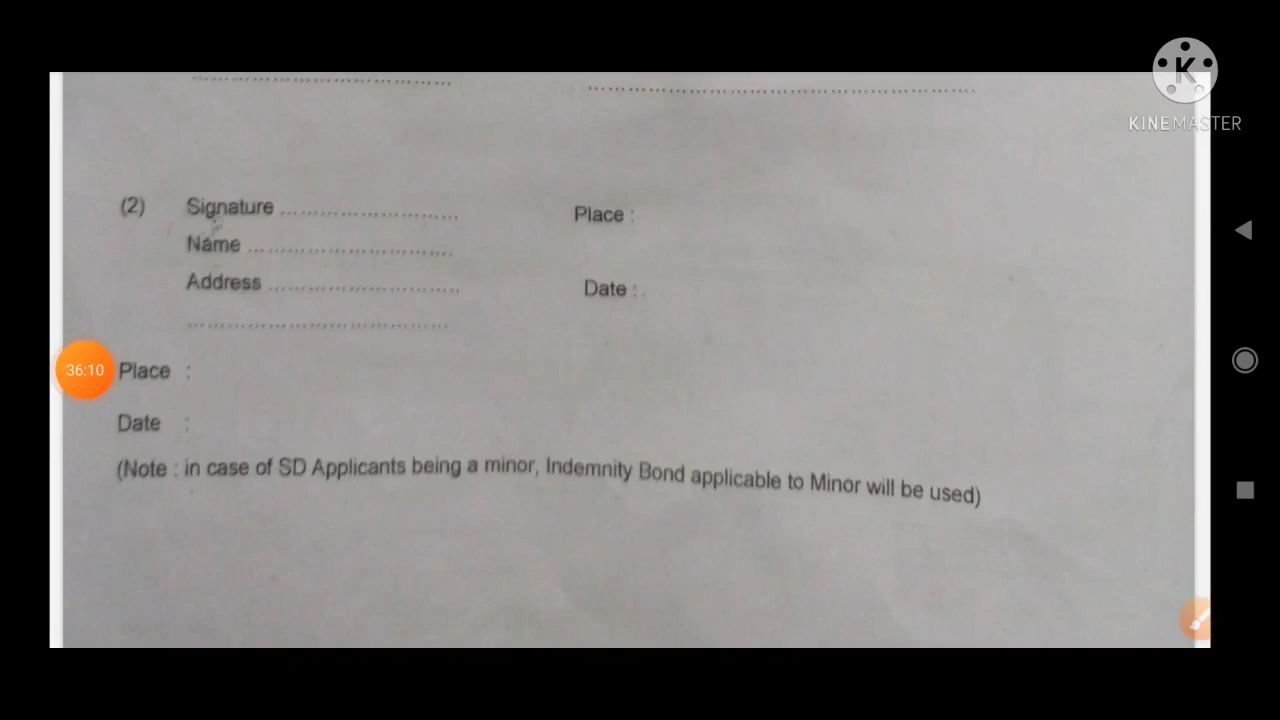 KINEMASTER
(2) Signature ............................ Place :
Name ................................
Address .............................. Date :
.........................................
36:10
Place :
Date :
(Note : in case of SD Applicants being a minor, Indemnity Bond applicable to Minor will be used)